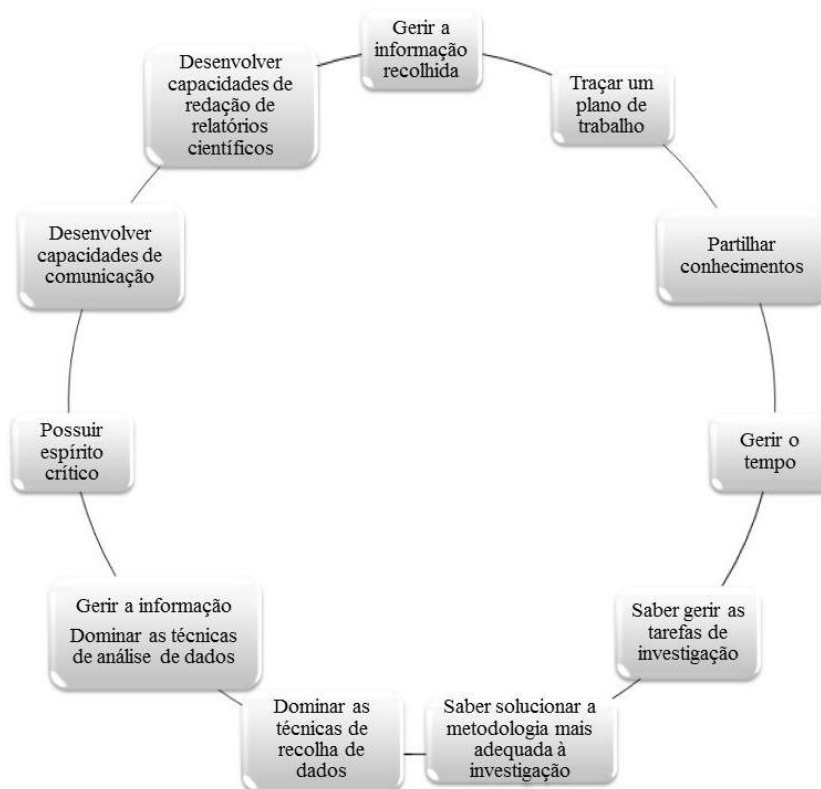 Gerir a
informação
recolhida
Traçar um
plano de
trabalho
Partilhar
conhecimentos
Gerir o
tempo
Saber gerir as
tarefas de
investigação
Saber solucionar a
metodologia mais
adequada à
investigação
Dominar as
técnicas de
recolha de
dados
Gerir a informação
Dominar as técnicas
de análise de dados
Possuir
espírito
crítico
Desenvolver
capacidades de
comunicação
Desenvolver
capacidades de
redação de
relatórios
científicos